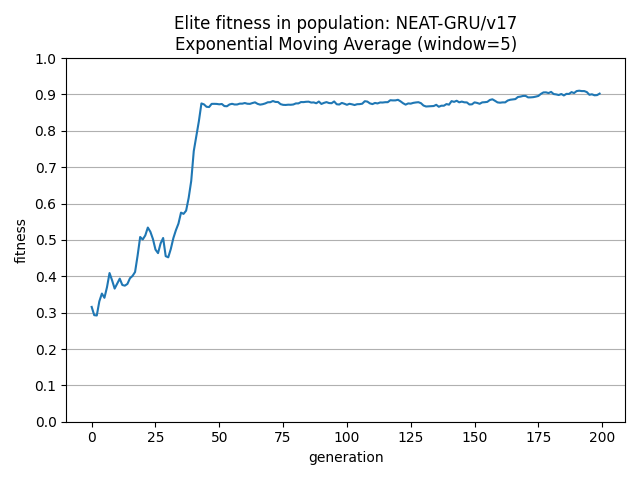 Elite fitness in population: NEAT-GRU/v17
Exponential Moving Average (window=5)
fitness
1.0
0.9
0.8
0.7
0.6
0.5
0.4
0.3
0.2
0.1
0.0
0 25 50 75 100 125 150 175 200
generation